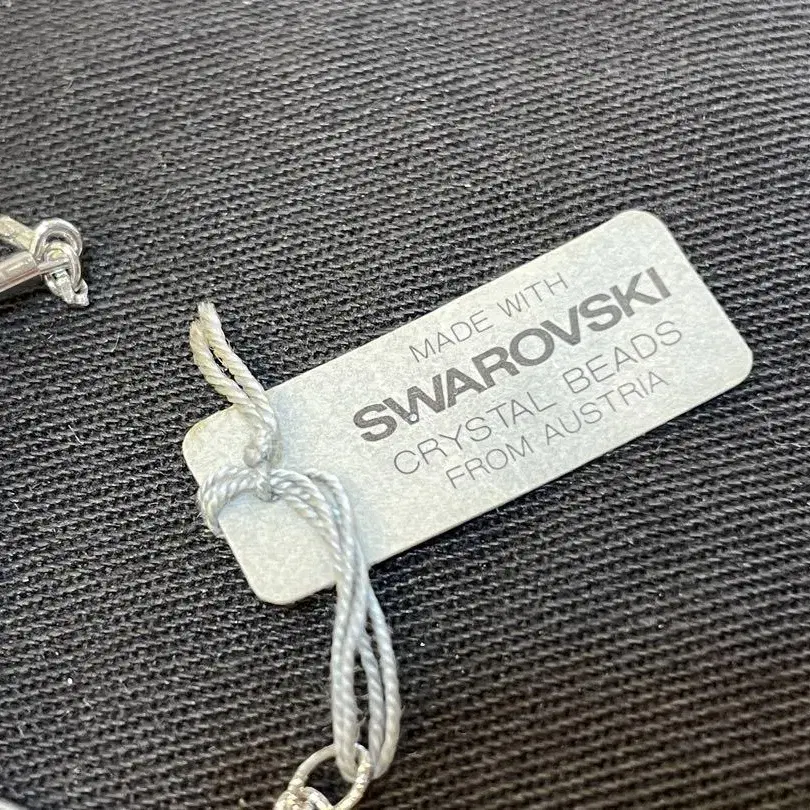 MADE WITH
SWAROVSKI
CRYSTAL BEADS
FROM AUSTRIA